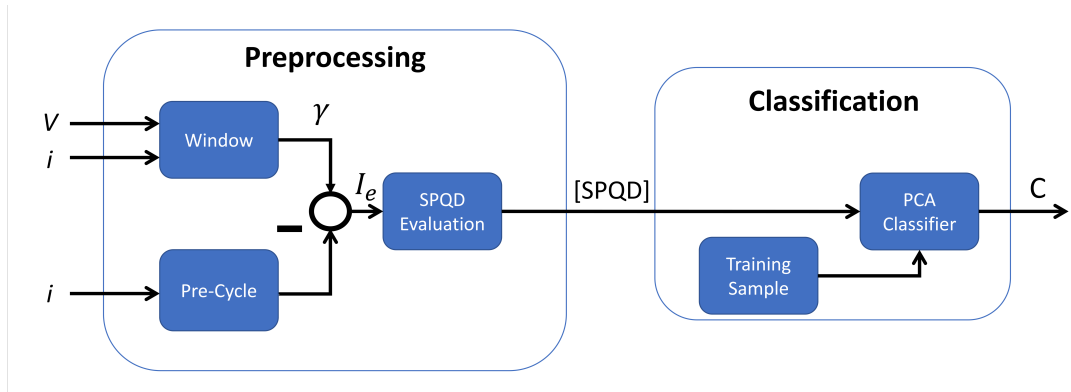 Preprocessing
Classification
V
i
Window
γ
I_e
−
SPQD
Evaluation
[SPQD]
PCA
Classifier
C
Training
Sample
i
Pre-Cycle